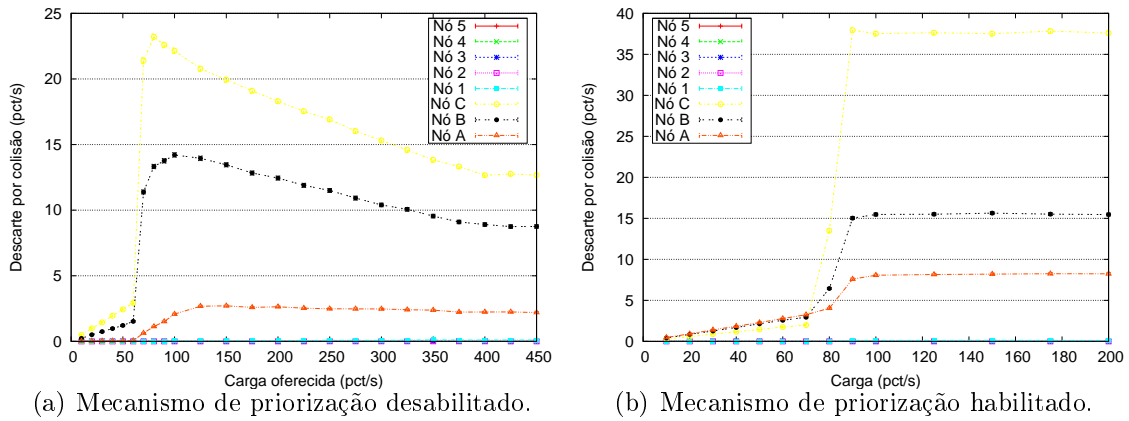 25
20
15
10
5
0
Descarte por colisão (pct/s)
0 50 100 150 200 250 300 350 400 450
Carga oferecida (pct/s)
Nó 5
Nó 4
Nó 3
Nó 2
Nó 1
Nó C
Nó B
Nó A
(a) Mecanismo de priorização desabilitado.
40
35
30
25
20
15
10
5
0
Descarte por colisão (pct/s)
0 20 40 60 80 100 120 140 160 180 200
Carga (pct/s)
Nó 5
Nó 4
Nó 3
Nó 2
Nó 1
Nó C
Nó B
Nó A
(b) Mecanismo de priorização habilitado.